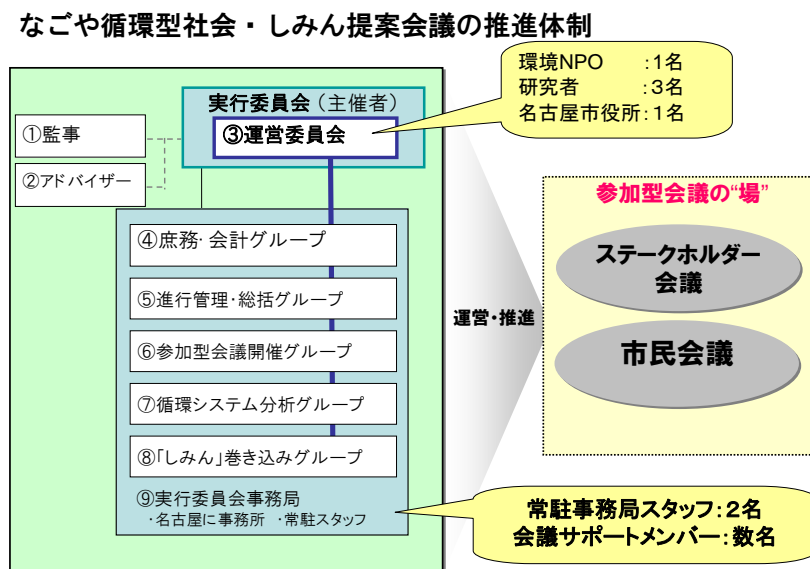 なごや循環型社会・しみん提案会議の推進体制
環境NPO :1名
研究者 :3名
名古屋市役所:1名
実行委員会(主催者)
③運営委員会
①監事
②アドバイザー
④庶務・会計グループ
⑤進行管理・総括グループ
⑥参加型会議開催グループ
⑦循環システム分析グループ
⑧「しみん」巻き込みグループ
⑨実行委員会事務局
・名古屋に事務所 ・常駐スタッフ
運営・推進
参加型会議の“場”
ステークホルダー
会議
市民会議
常駐事務局スタッフ:2名
会議サポートメンバー:数名